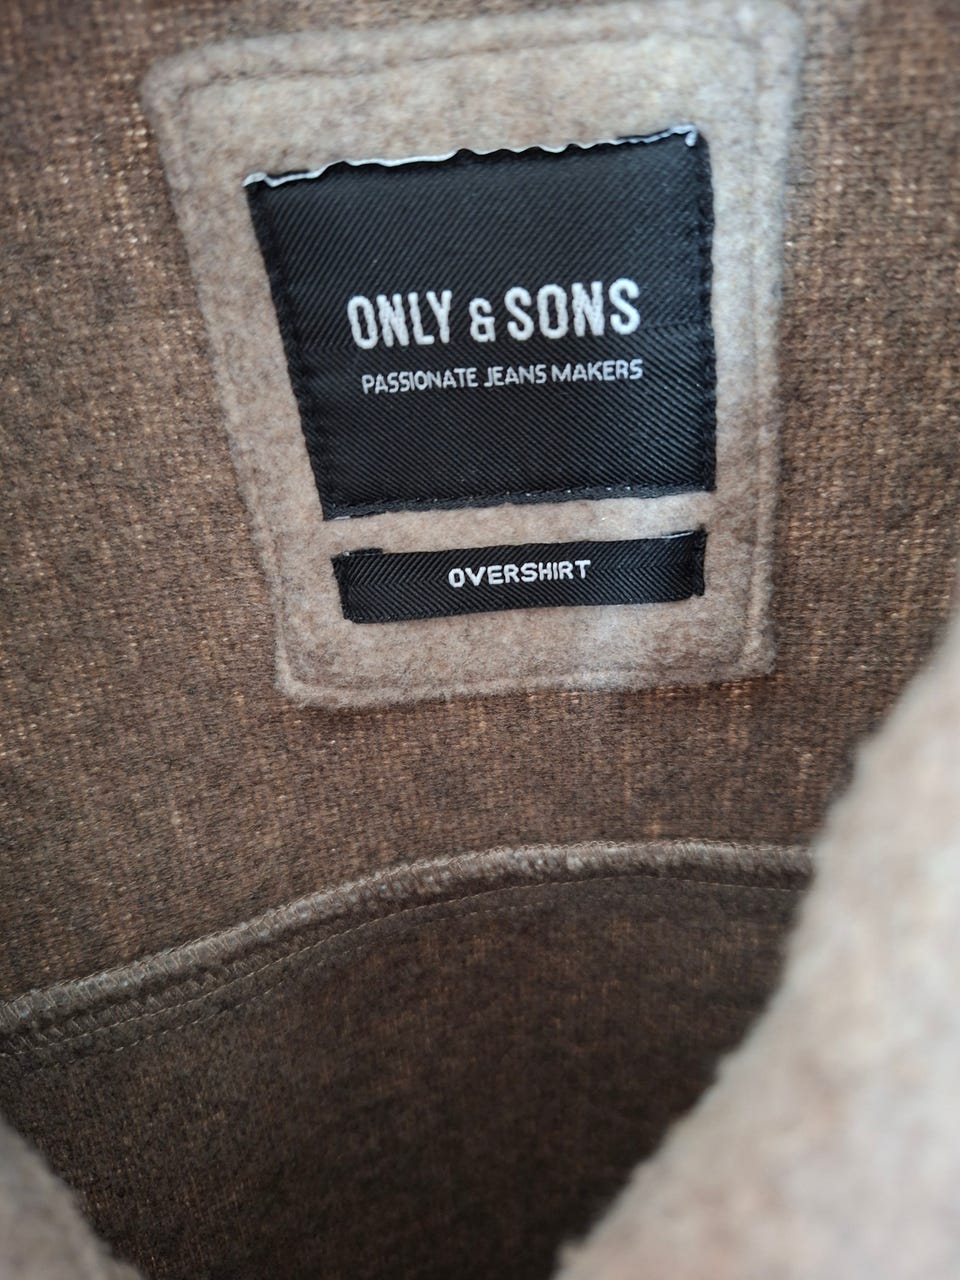 ONLY & SONS
PASSIONATE JEANS MAKERS
OVERSHIRT